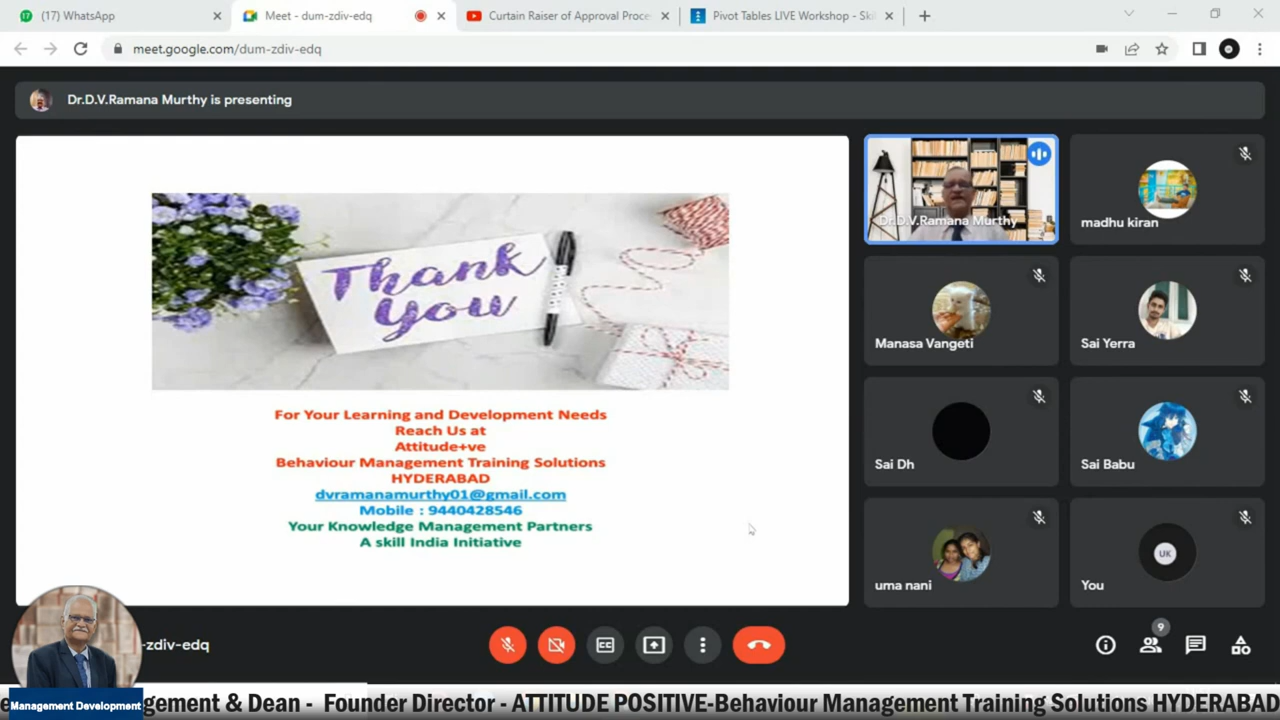 (17) WhatsApp
Meet - dum-zdiv-edq
Curtain Raiser of Approval Proce
Pivot Tables LIVE Workshop - Ski
meet.google.com/dum-zdiv-edq
Dr.D.V.Ramana Murthy is presenting
Thank
You
For Your Learning and Development Needs
Reach Us at
Attitude+ve
Behaviour Management Training Solutions
HYDERABAD
dvramanamurthy01@gmail.com
Mobile : 9440428546
Your Knowledge Management Partners
A skill India Initiative
Dr.D.V.Ramana Murthy
madhu kiran
Manasa Vangeti
Sai Yerra
Sai Dh
Sai Babu
uma nani
UK
You
-zdiv-edq
CC
9
Management Development
gement & Dean - Founder Director - ATTITUDE POSITIVE-Behaviour Management Training Solutions HYDERABAD